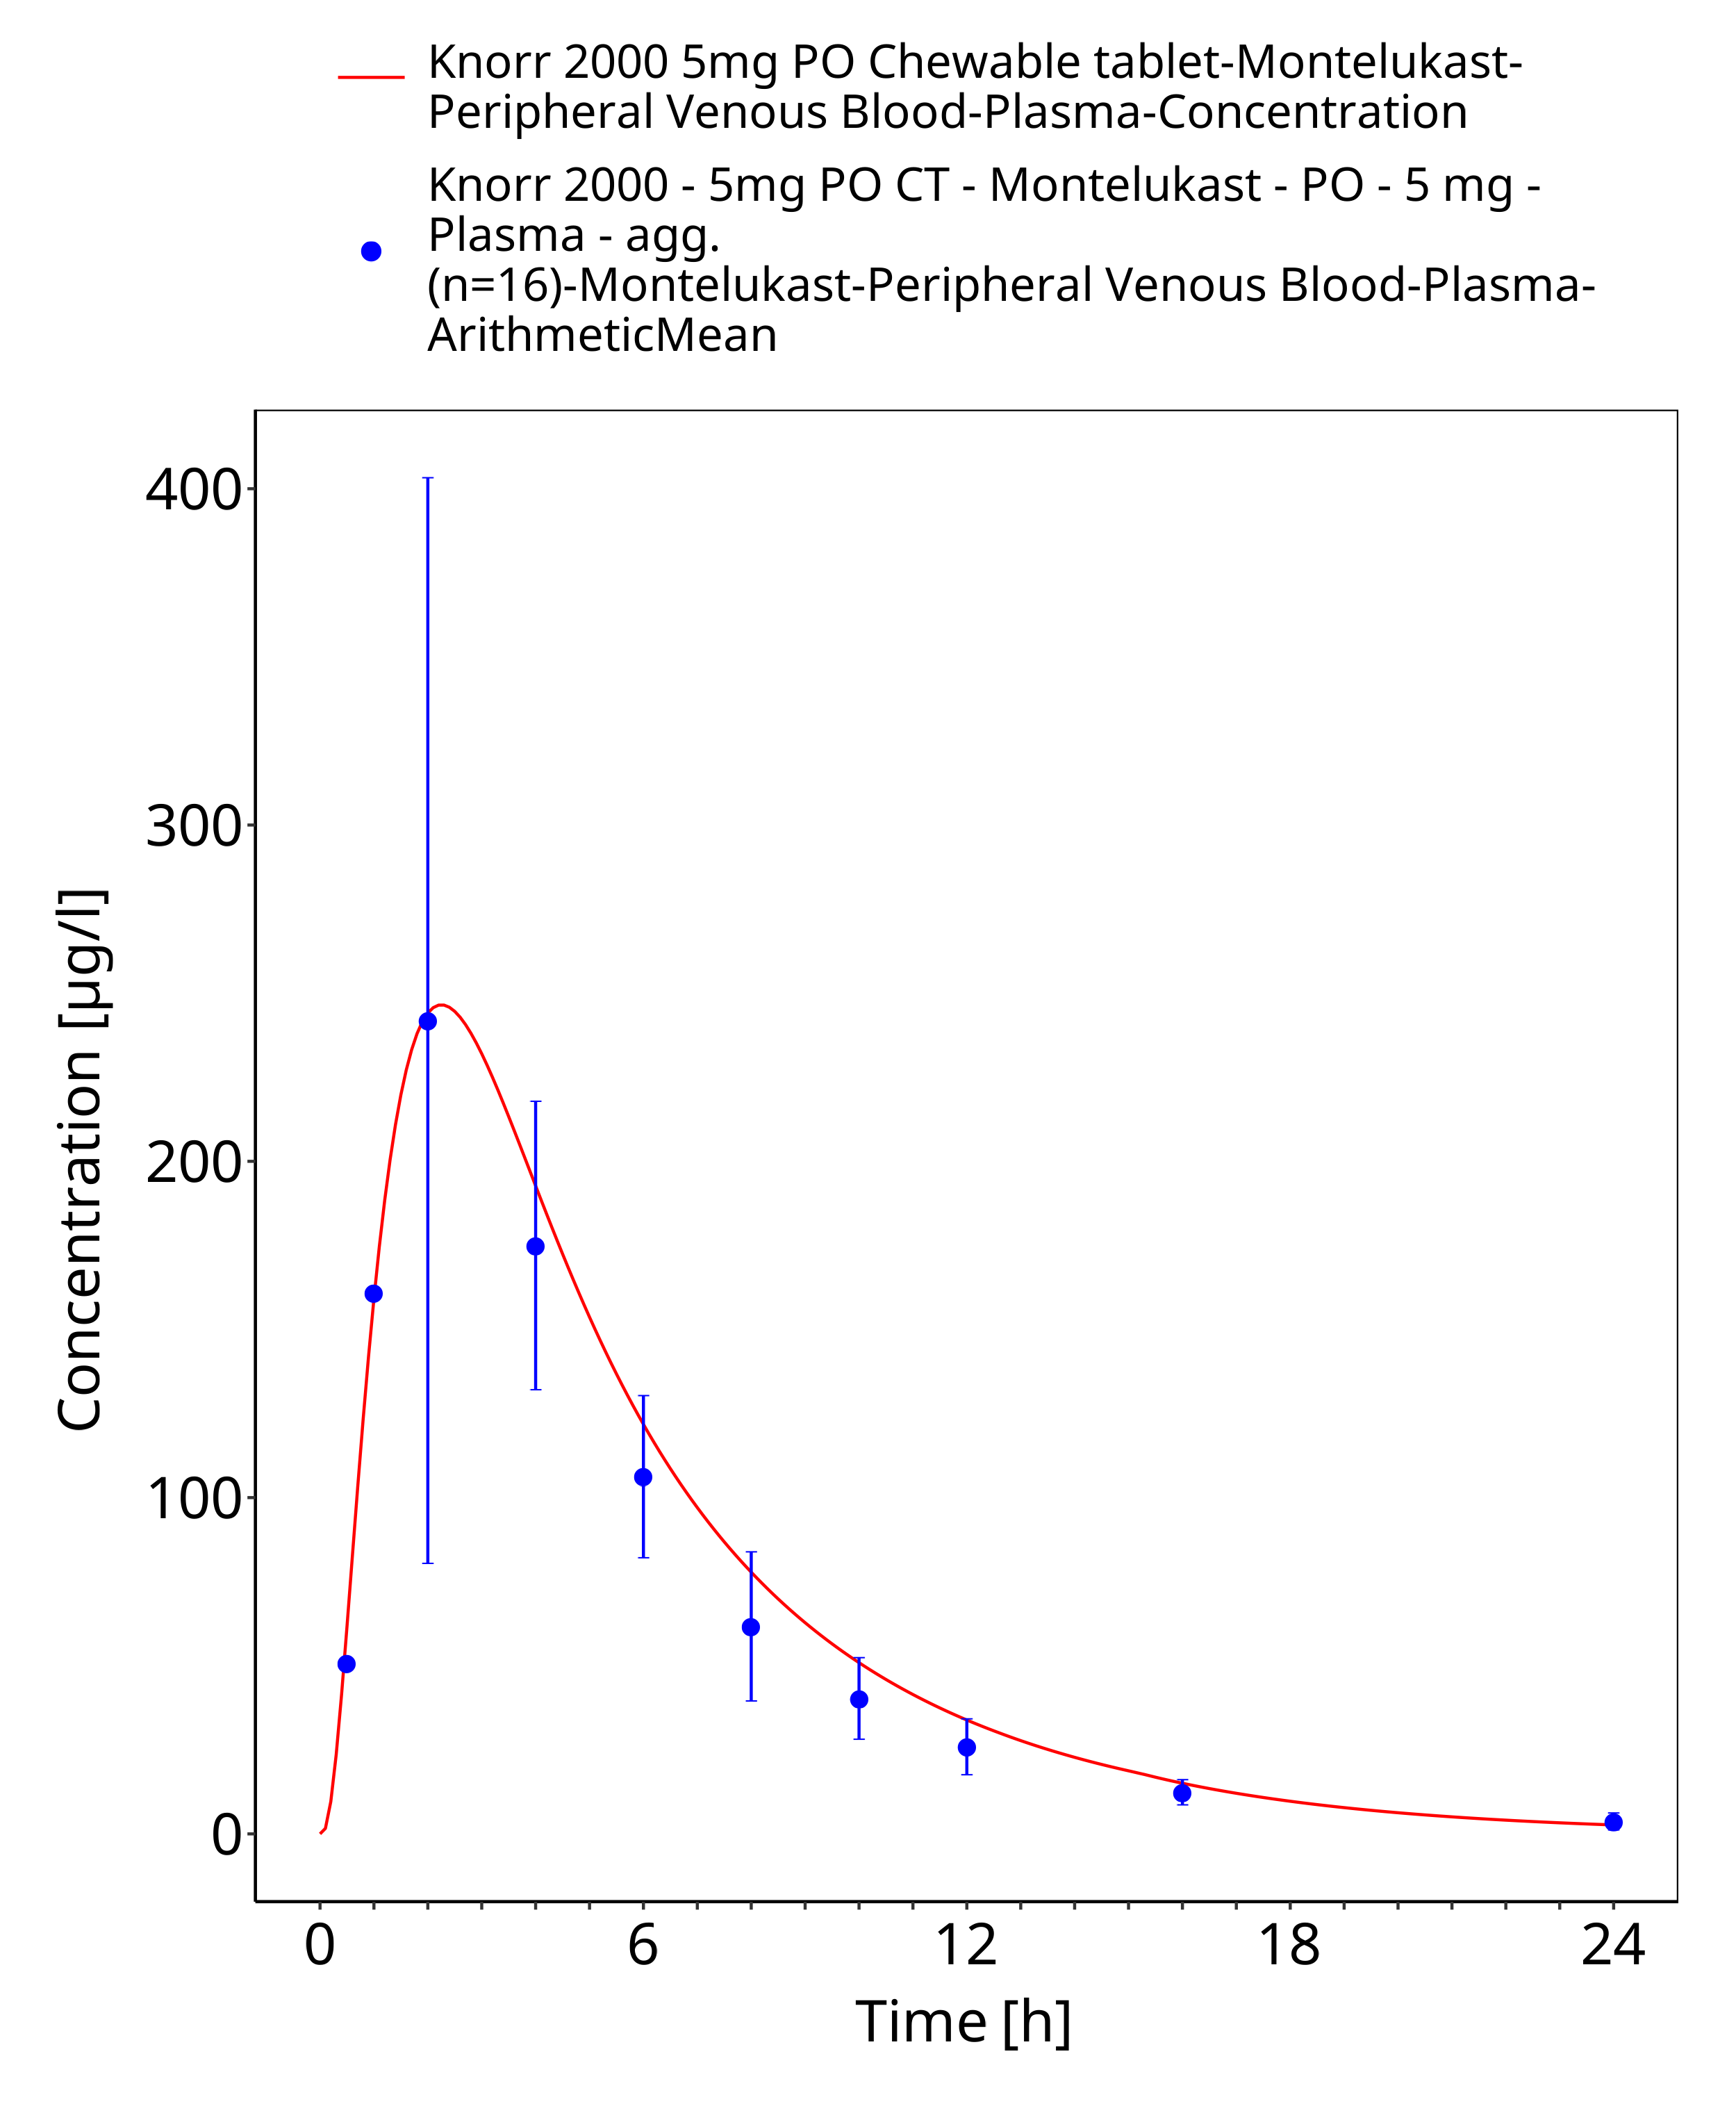 Knorr 2000 5mg PO Chewable tablet-Montelukast-
Peripheral Venous Blood-Plasma-Concentration
Knorr 2000 - 5mg PO CT - Montelukast - PO - 5 mg -
Plasma - agg.
(n=16)-Montelukast-Peripheral Venous Blood-Plasma-
ArithmeticMean
400
300
200
100
0
Concentration [µg/l]
0 6 12 18 24
Time [h]